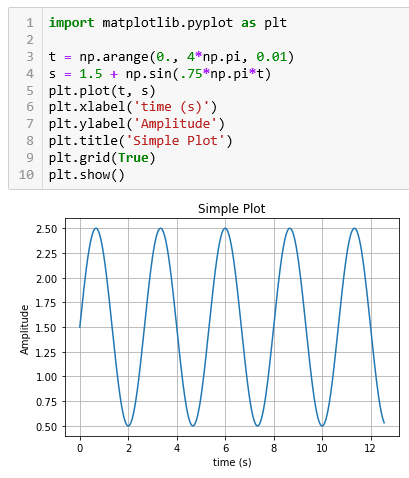 1 import matplotlib.pyplot as plt
2
3 t = np.arange(0., 4*np.pi, 0.01)
4 s = 1.5 + np.sin(.75*np.pi*t)
5 plt.plot(t, s)
6 plt.xlabel('time (s)')
7 plt.ylabel('Amplitude')
8 plt.title('Simple Plot')
9 plt.grid(True)
10 plt.show()
Simple Plot
Amplitude
2.50
2.25
2.00
1.75
1.50
1.25
1.00
0.75
0.50
0 2 4 6 8 10 12
time (s)